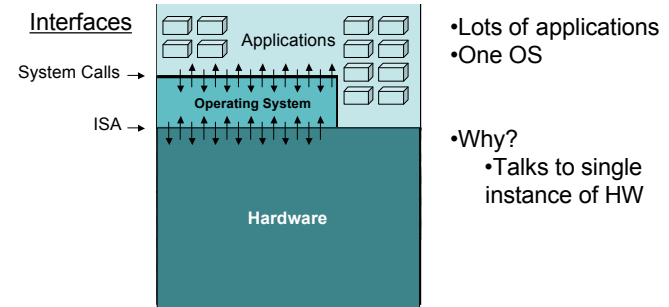 Interfaces
Applications
System Calls
Operating System
ISA
Hardware
•Lots of applications
•One OS
•Why?
•Talks to single
instance of HW